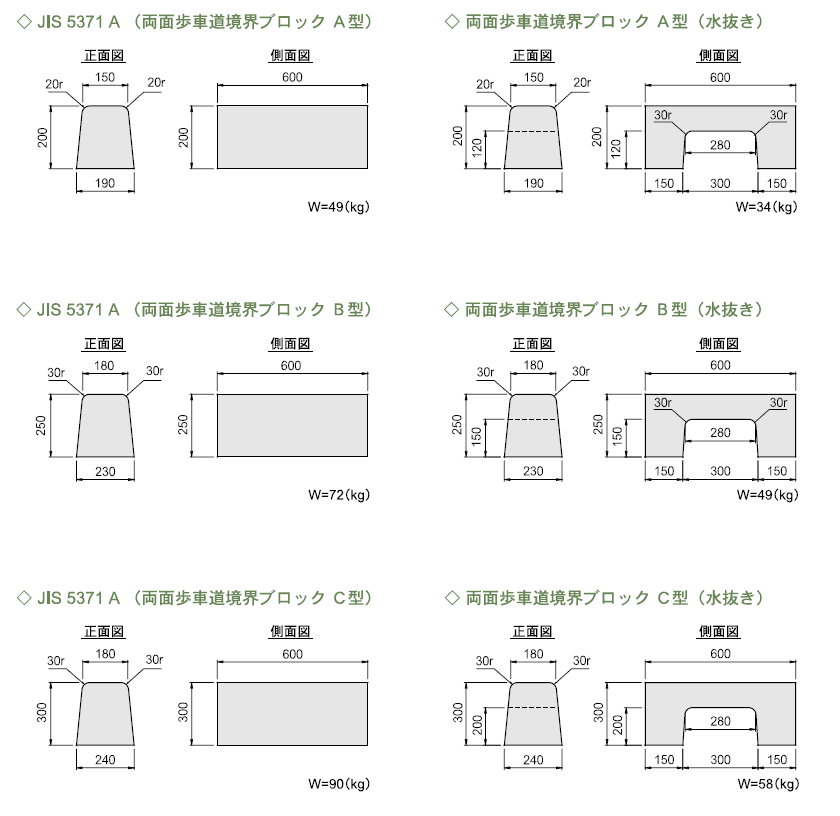 ◇ JIS 5371 A （両面歩車道境界ブロック A型）
正面図
側面図
150
600
20r
20r
200
200
190
W=49(kg)
◇ 両面歩車道境界ブロック A型（水抜き）
正面図
側面図
150
600
20r
20r
30r
30r
200
120
200
120
280
190
150
300
150
W=34(kg)
◇ JIS 5371 A （両面歩車道境界ブロック B型）
正面図
側面図
180
600
30r
30r
250
250
230
W=72(kg)
◇ 両面歩車道境界ブロック B型（水抜き）
正面図
側面図
180
600
30r
30r
30r
30r
250
150
250
150
280
230
150
300
150
W=49(kg)
◇ JIS 5371 A （両面歩車道境界ブロック C型）
正面図
側面図
180
600
30r
30r
300
300
240
W=90(kg)
◇ 両面歩車道境界ブロック C型（水抜き）
正面図
側面図
180
600
30r
30r
300
200
300
200
280
240
150
300
150
W=58(kg)